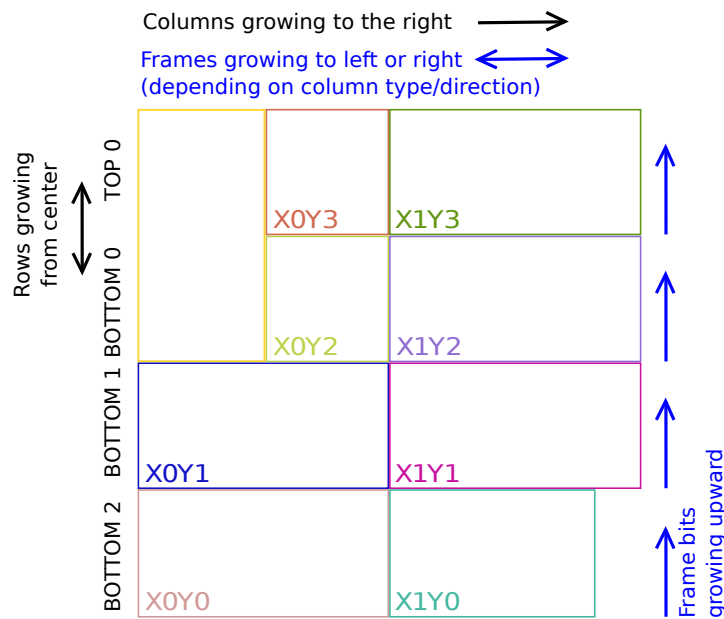 Columns growing to the right
Frames growing to left or right
(depending on column type/direction)
Rows growing
from center
TOP 0
X0Y3
X1Y3
BOTTOM 0
X0Y2
X1Y2
BOTTOM 1
X0Y1
X1Y1
BOTTOM 2
X0Y0
X1Y0
Frame bits
growing upward